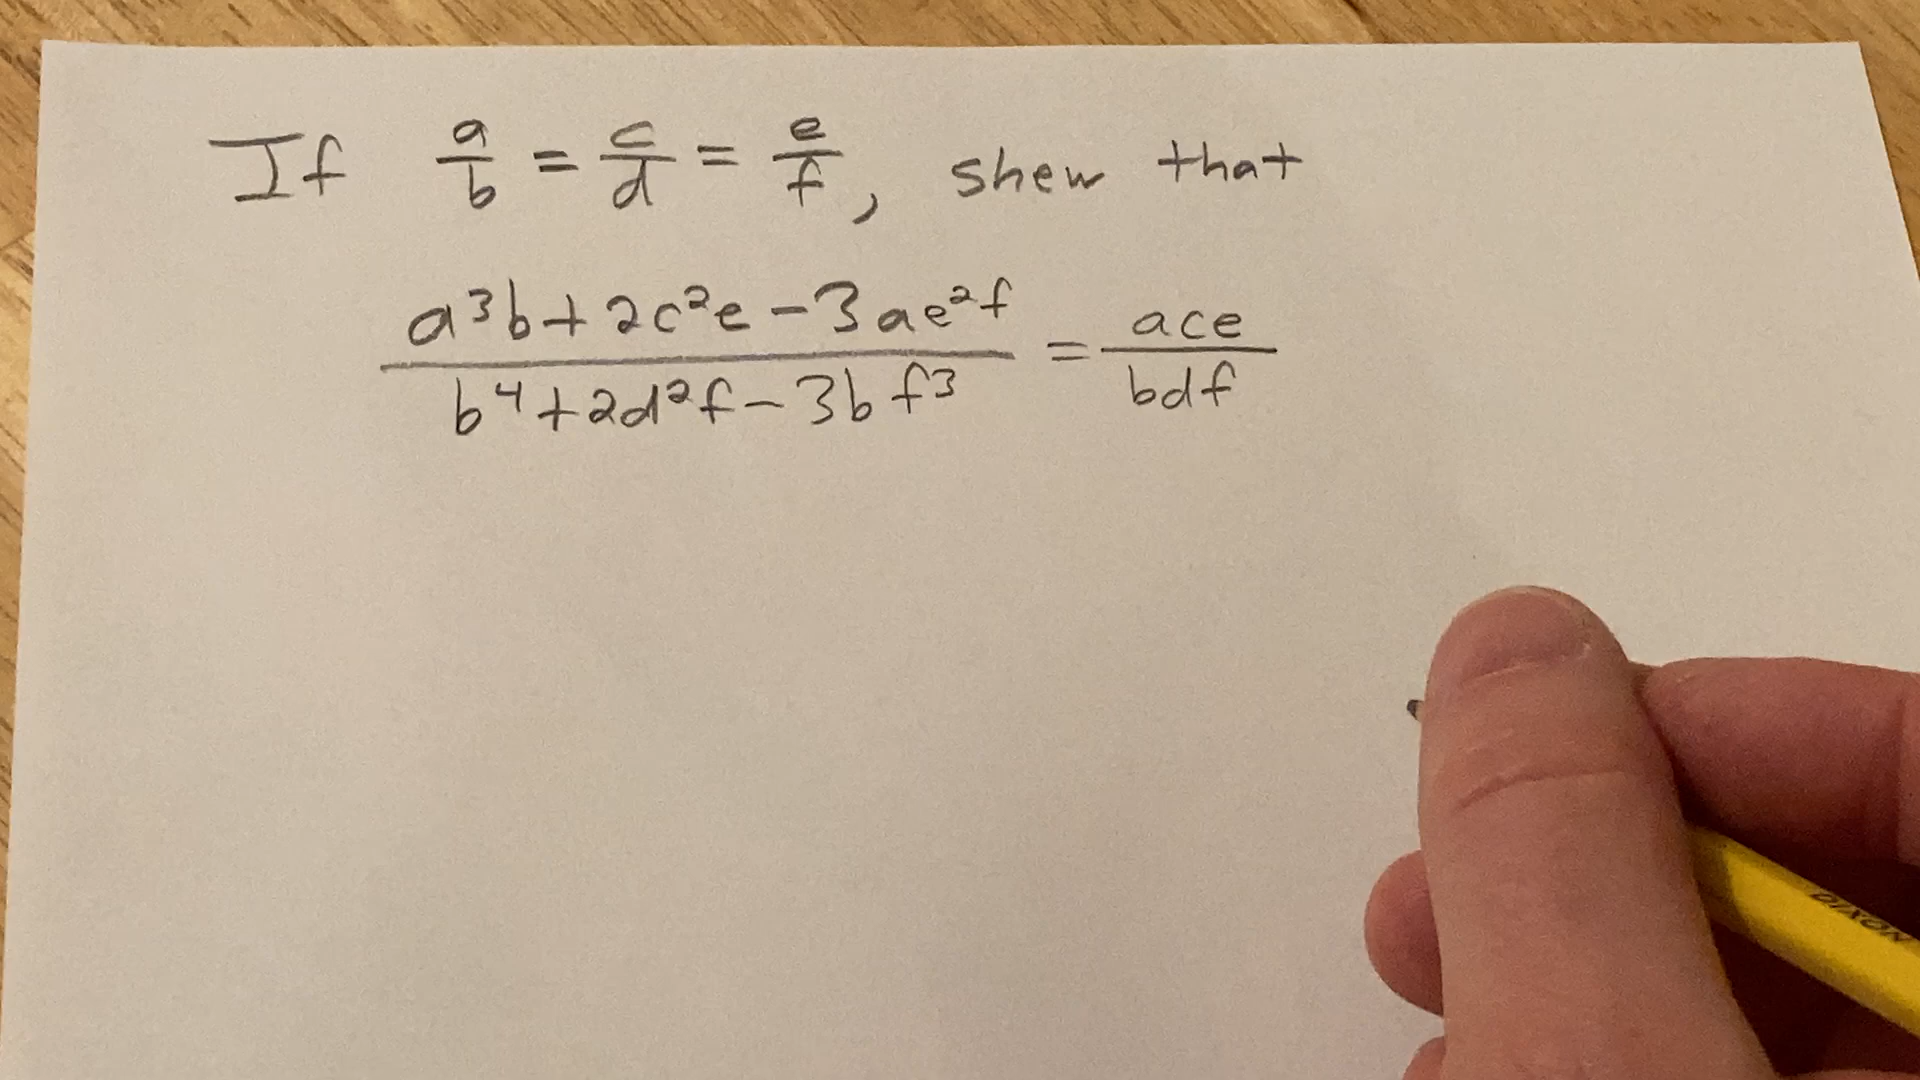 If a/b = c/d = e/f, shew that
(a³b + 2c²e − 3ae²f)/(b⁴ + 2d²f − 3bf³) = ace/bdf
DIXON